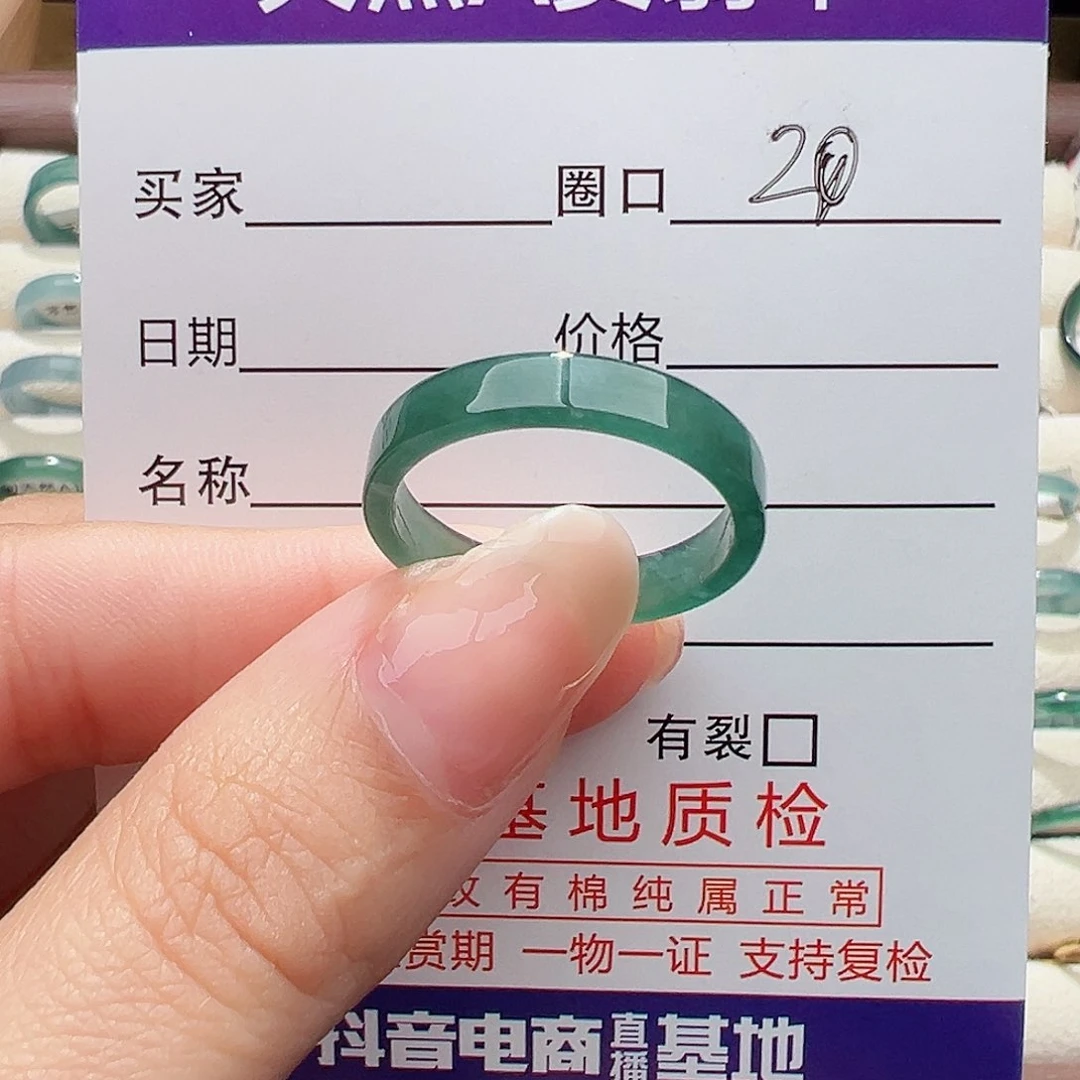 买家 圈口
日期 价格
名称
有裂□
基地质检
有棉纯属正常
赏期 一物一证 支持复检
抖音电商直播基地